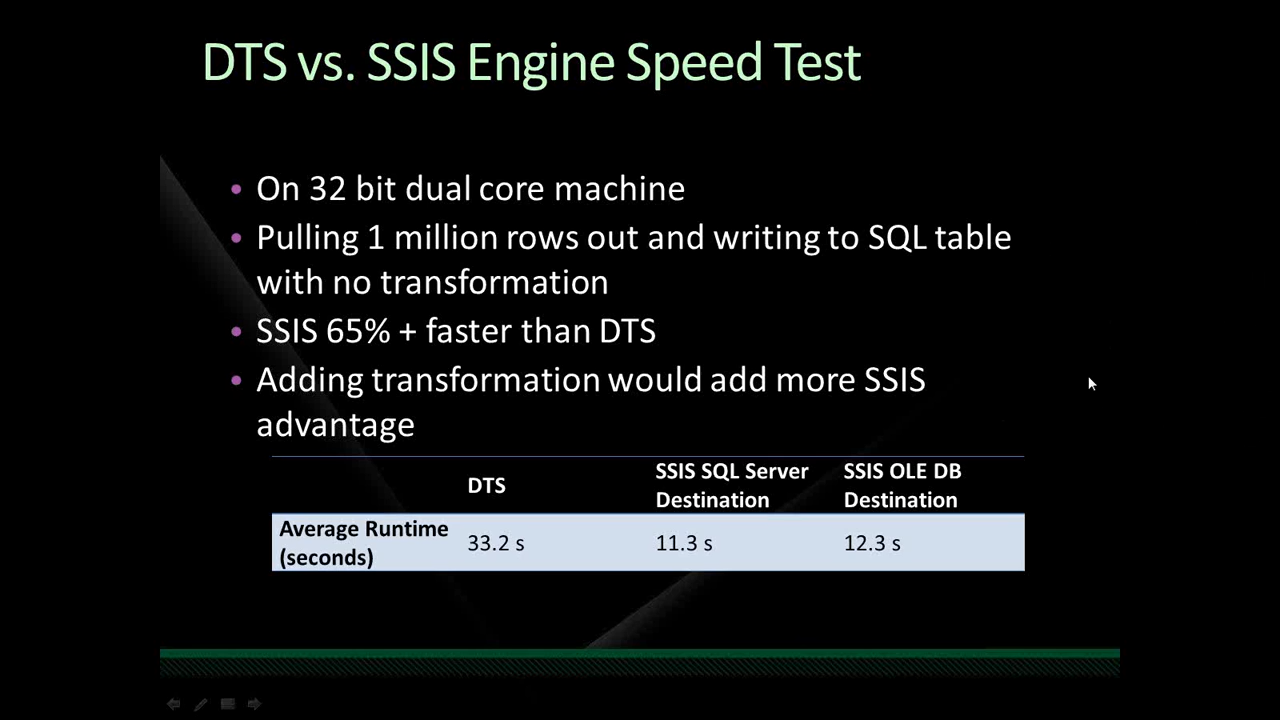 DTS vs. SSIS Engine Speed Test
• On 32 bit dual core machine
• Pulling 1 million rows out and writing to SQL table
with no transformation
• SSIS 65% + faster than DTS
• Adding transformation would add more SSIS
advantage
DTS
SSIS SQL Server
Destination
SSIS OLE DB
Destination
Average Runtime
(seconds)
33.2 s
11.3 s
12.3 s